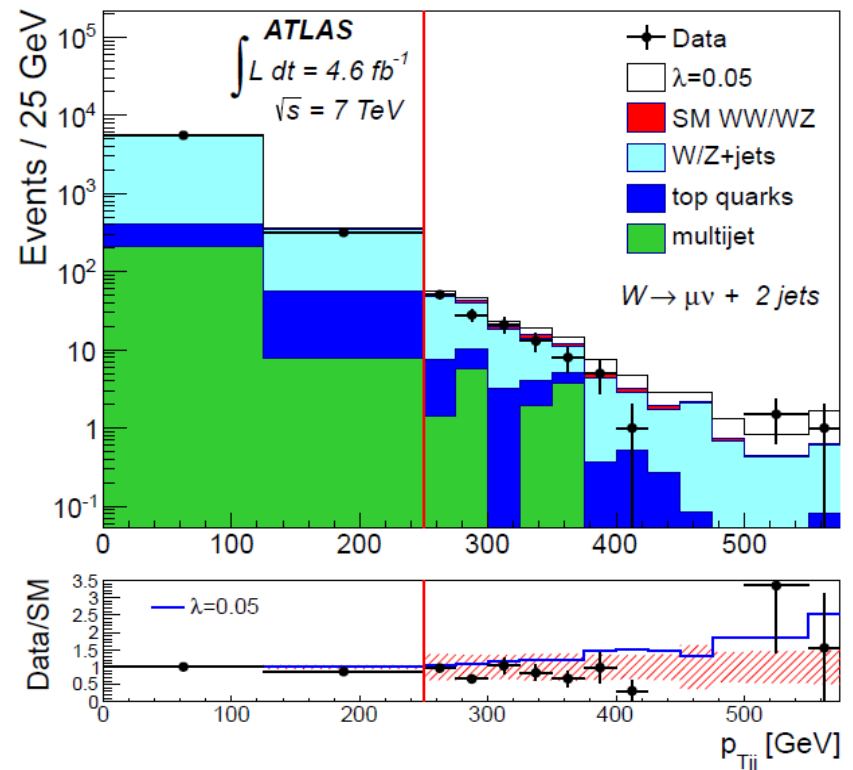 ATLAS
∫ L dt = 4.6 fb⁻¹
√s = 7 TeV
Data
λ=0.05
SM WW/WZ
W/Z+jets
top quarks
multijet
W → μν + 2 jets
Events / 25 GeV
10⁵
10⁴
10³
10²
10
1
10⁻¹
0 100 200 300 400 500
λ=0.05
Data/SM
3.5
3
2.5
2
1.5
1
0.5
0
0 100 200 300 400 500
p_Tjj [GeV]